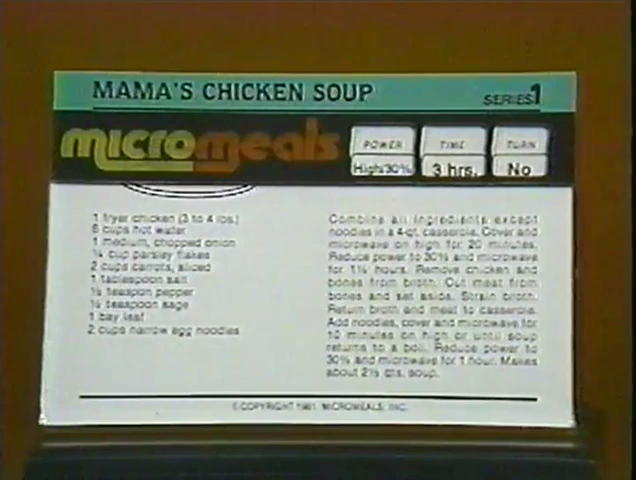 MAMA'S CHICKEN SOUP
SERIES 1
micromeals
POWER
TIME
TURN
High/30%
3 hrs.
No
1 fryer chicken (3 to 4 lbs.)
6 cups hot water
1 medium, chopped onion
¼ cup parsley flakes
2 cups carrots, sliced
1 tablespoon salt
½ teaspoon pepper
½ teaspoon sage
1 bay leaf
2 cups narrow egg noodles
Combine all ingredients except
noodles in a 4-qt. casserole. Cover and
microwave on high for 20 minutes.
Reduce power to 30% and microwave
for 1½ hours. Remove chicken and
bones from broth. Cut meat from
bones and set aside. Strain broth.
Return broth and meat to casserole.
Add noodles, cover and microwave for
10 minutes on high or until soup
returns to a boil. Reduce power to
30% and microwave for 1 hour. Makes
about 2½ qts. soup.
©COPYRIGHT 1981 MICROMEALS, INC.